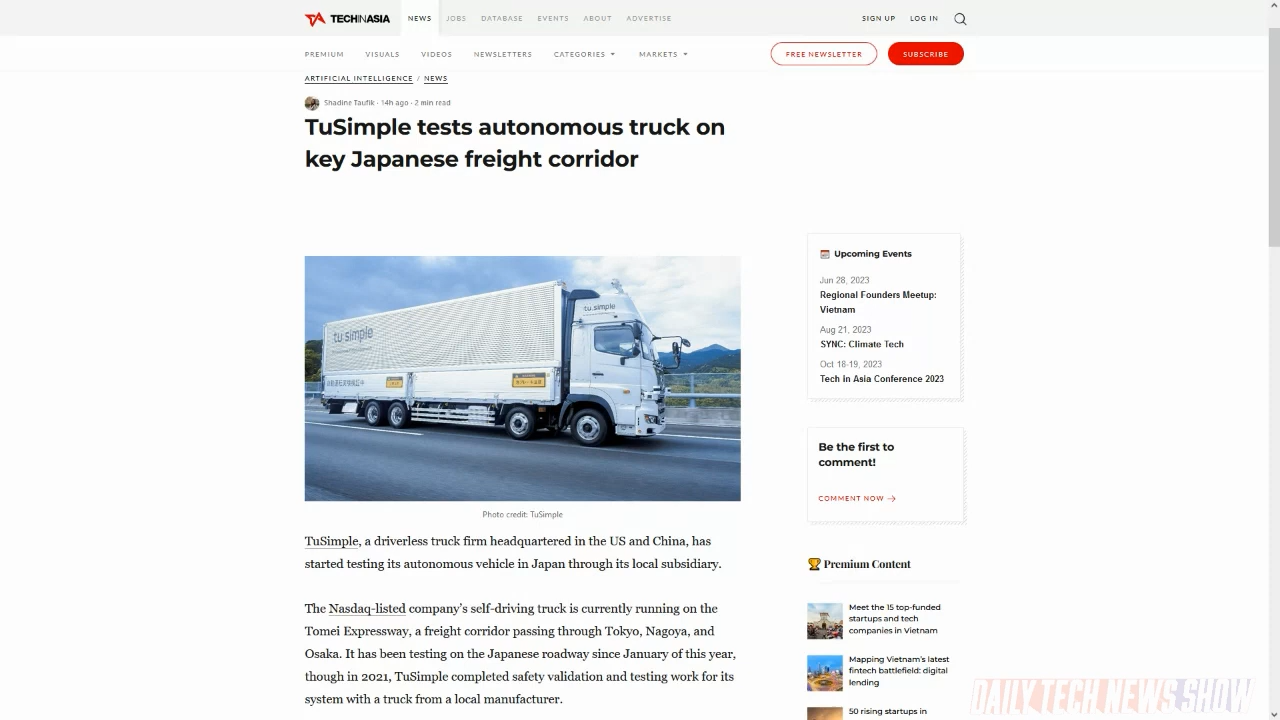 TECHINASIA
NEWS
JOBS
DATABASE
EVENTS
ABOUT
ADVERTISE
SIGN UP
LOG IN
PREMIUM
VISUALS
VIDEOS
NEWSLETTERS
CATEGORIES
MARKETS
FREE NEWSLETTER
SUBSCRIBE
ARTIFICIAL INTELLIGENCE / NEWS
Shadine Taufik · 14h ago · 2 min read
TuSimple tests autonomous truck on
key Japanese freight corridor
tu simple
tu simple
Photo credit: TuSimple
TuSimple, a driverless truck firm headquartered in the US and China, has
started testing its autonomous vehicle in Japan through its local subsidiary.
The Nasdaq-listed company's self-driving truck is currently running on the
Tomei Expressway, a freight corridor passing through Tokyo, Nagoya, and
Osaka. It has been testing on the Japanese roadway since January of this year,
though in 2021, TuSimple completed safety validation and testing work for its
system with a truck from a local manufacturer.
Upcoming Events
Jun 28, 2023
Regional Founders Meetup:
Vietnam
Aug 21, 2023
SYNC: Climate Tech
Oct 18-19, 2023
Tech in Asia Conference 2023
Be the first to
comment!
COMMENT NOW
Premium Content
Meet the 15 top-funded
startups and tech
companies in Vietnam
Mapping Vietnam's latest
fintech battlefield: digital
lending
50 rising startups in
DAILY TECH NEWS SHOW